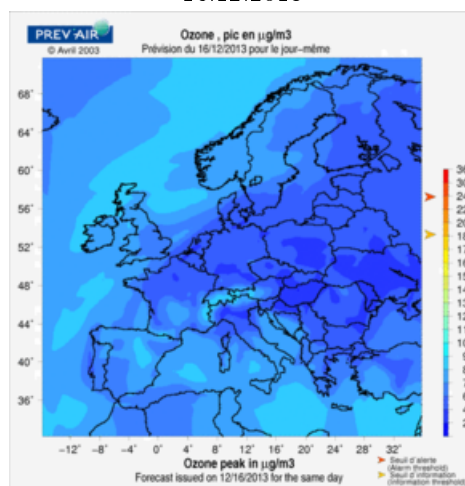 PREV'AIR
© Avril 2003
Ozone , pic en µg/m3
Prévision du 16/12/2013 pour le jour-même
68°
64°
60°
56°
52°
48°
44°
40°
36°
−12° −8° −4° 0° 4° 8° 12° 16° 20° 24° 28° 32°
Ozone peak in µg/m3
Forecast issued on 12/16/2013 for the same day
Seuil d'alerte
(Alarm threshold)
Seuil d'information
(Information threshold)